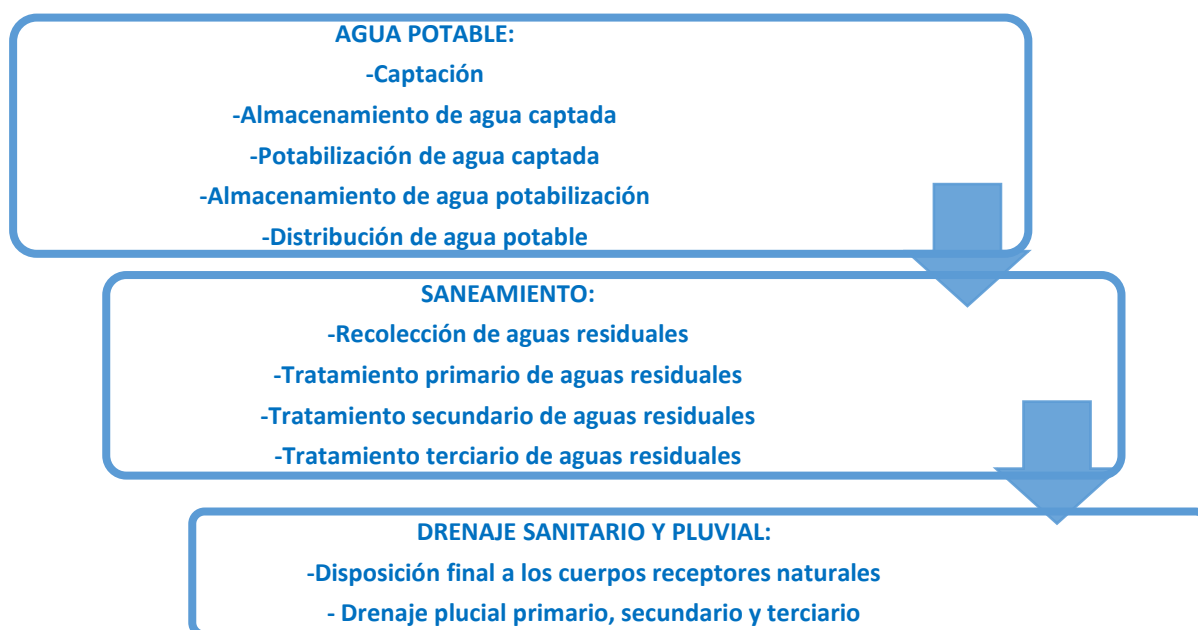 AGUA POTABLE:
-Captación
-Almacenamiento de agua captada
-Potabilización de agua captada
-Almacenamiento de agua potabilización
-Distribución de agua potable
SANEAMIENTO:
-Recolección de aguas residuales
-Tratamiento primario de aguas residuales
-Tratamiento secundario de aguas residuales
-Tratamiento terciario de aguas residuales
DRENAJE SANITARIO Y PLUVIAL:
-Disposición final a los cuerpos receptores naturales
- Drenaje plucial primario, secundario y terciario